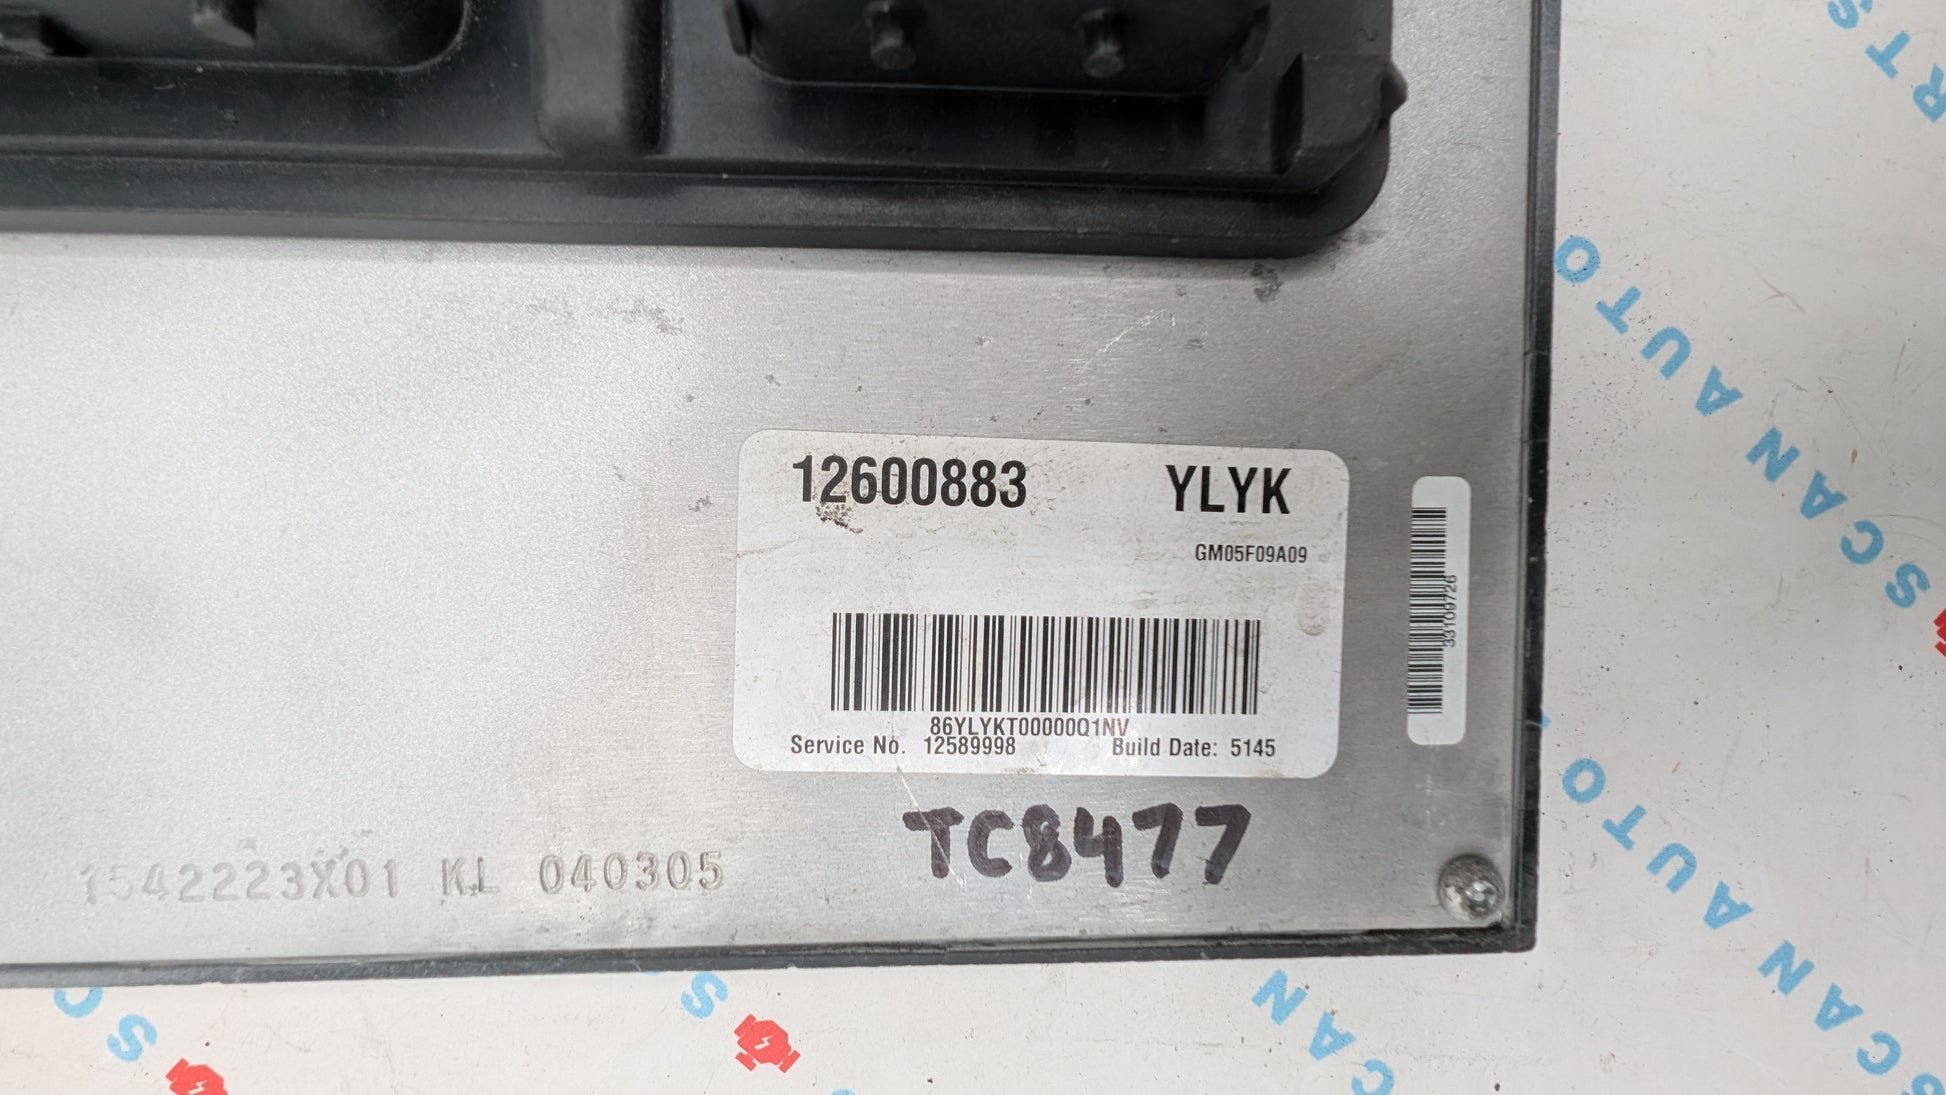 12600883 YLYK
GM05F09A09
86YLYKT00000Q1NV
Service No. 12589998 Build Date: 5145
33109726
TC8477
1542223X01 KL 040305
SCAN AUTO
SCAN AUTO